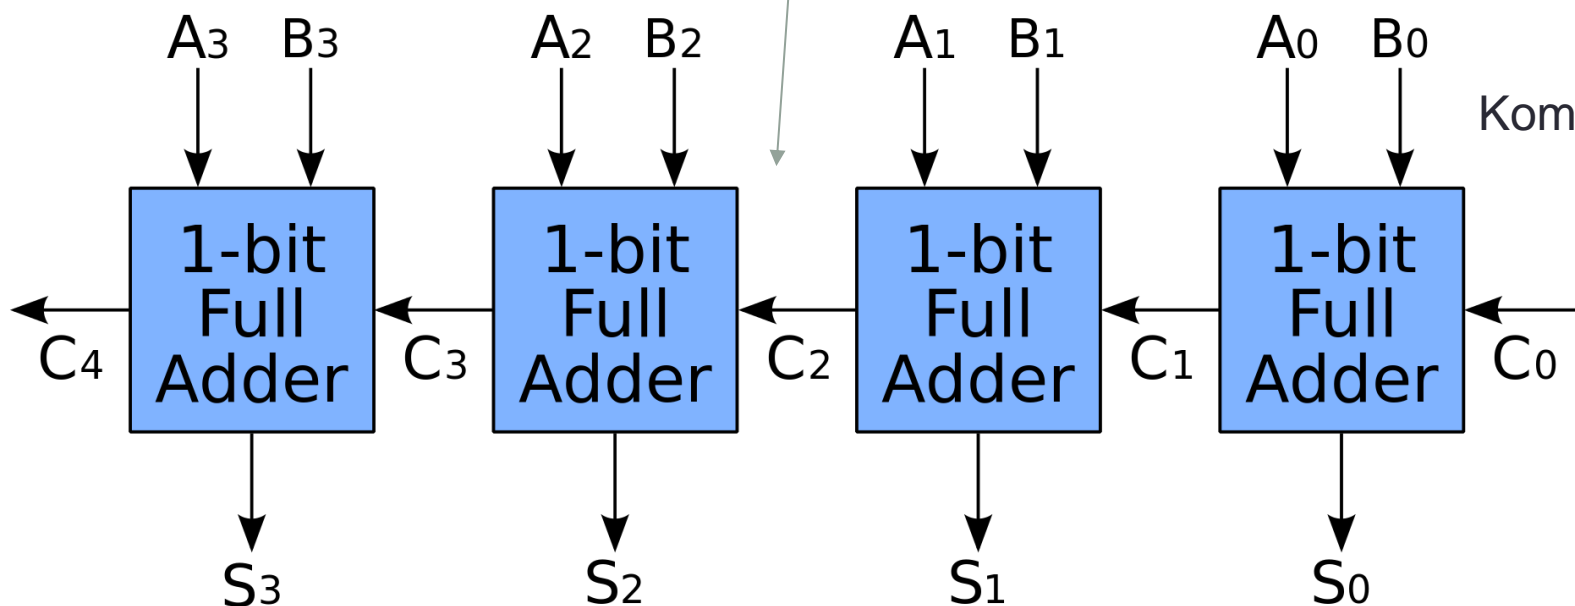 A3 B3 A2 B2 A1 B1 A0 B0
Kom
1-bit Full Adder
1-bit Full Adder
1-bit Full Adder
1-bit Full Adder
C4 C3 C2 C1 C0
S3 S2 S1 S0